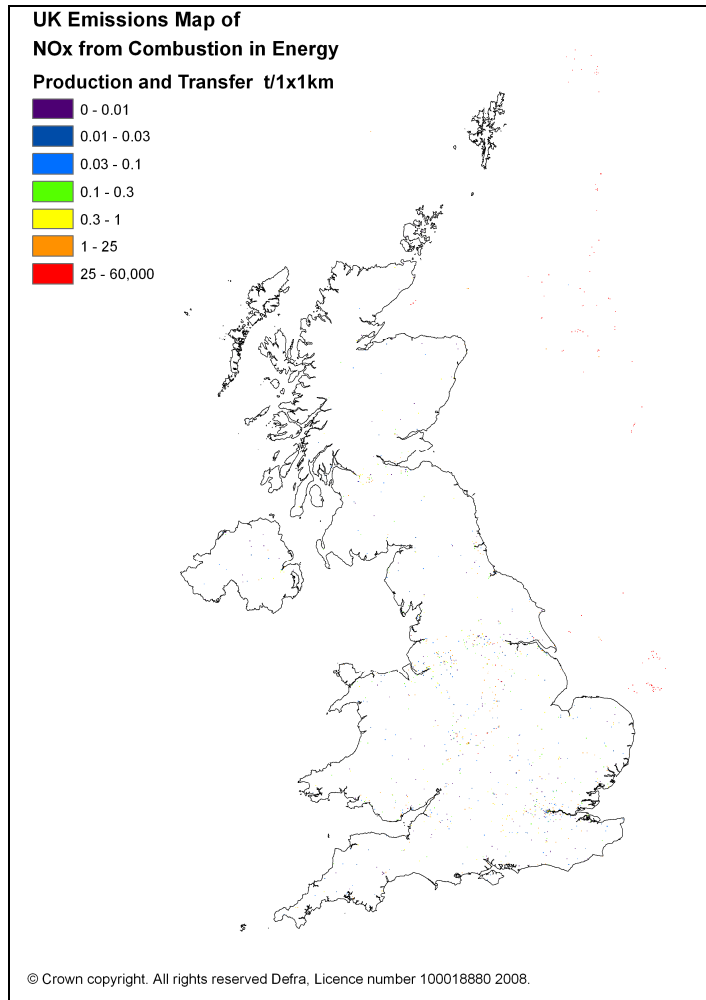 UK Emissions Map of
NOx from Combustion in Energy
Production and Transfer t/1x1km
0 - 0.01
0.01 - 0.03
0.03 - 0.1
0.1 - 0.3
0.3 - 1
1 - 25
25 - 60,000
© Crown copyright. All rights reserved Defra, Licence number 100018880 2008.